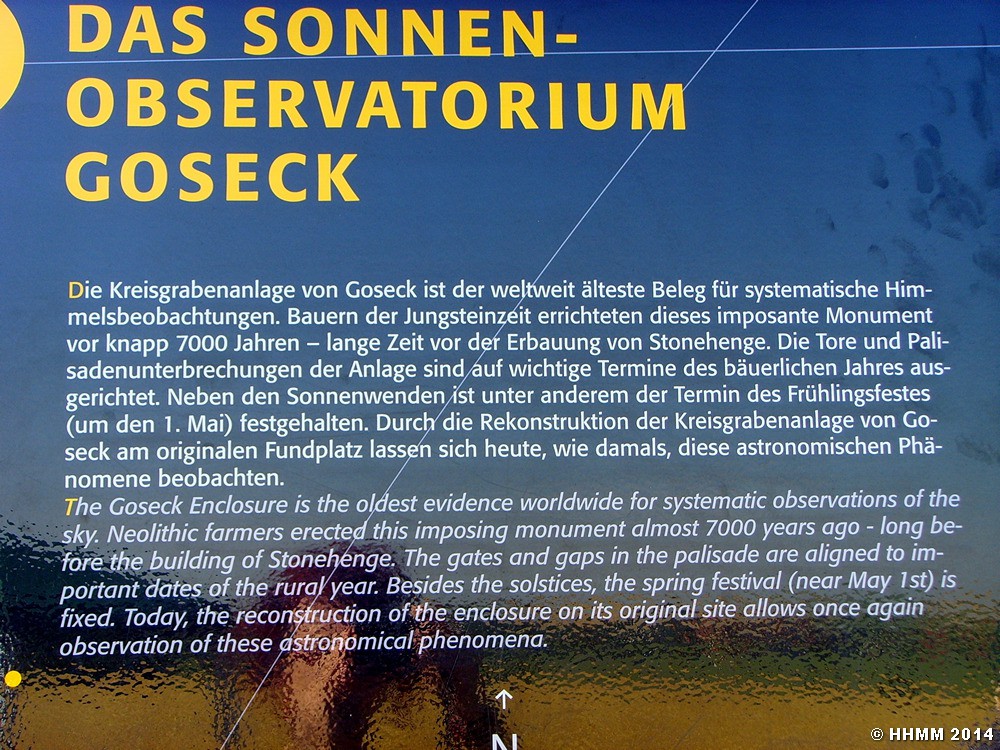 DAS SONNEN-
OBSERVATORIUM
GOSECK
Die Kreisgrabenanlage von Goseck ist der weltweit älteste Beleg für systematische Him-
melsbeobachtungen. Bauern der Jungsteinzeit errichteten dieses imposante Monument
vor knapp 7000 Jahren – lange Zeit vor der Erbauung von Stonehenge. Die Tore und Pali-
sadenunterbrechungen der Anlage sind auf wichtige Termine des bäuerlichen Jahres aus-
gerichtet. Neben den Sonnenwenden ist unter anderem der Termin des Frühlingsfestes
(um den 1. Mai) festgehalten. Durch die Rekonstruktion der Kreisgrabenanlage von Go-
seck am originalen Fundplatz lassen sich heute, wie damals, diese astronomischen Phä-
nomene beobachten.
The Goseck Enclosure is the oldest evidence worldwide for systematic observations of the
sky. Neolithic farmers erected this imposing monument almost 7000 years ago - long be-
fore the building of Stonehenge. The gates and gaps in the palisade are aligned to im-
portant dates of the rural year. Besides the solstices, the spring festival (near May 1st) is
fixed. Today, the reconstruction of the enclosure on its original site allows once again
observation of these astronomical phenomena.
↑
N
© HHMM 2014